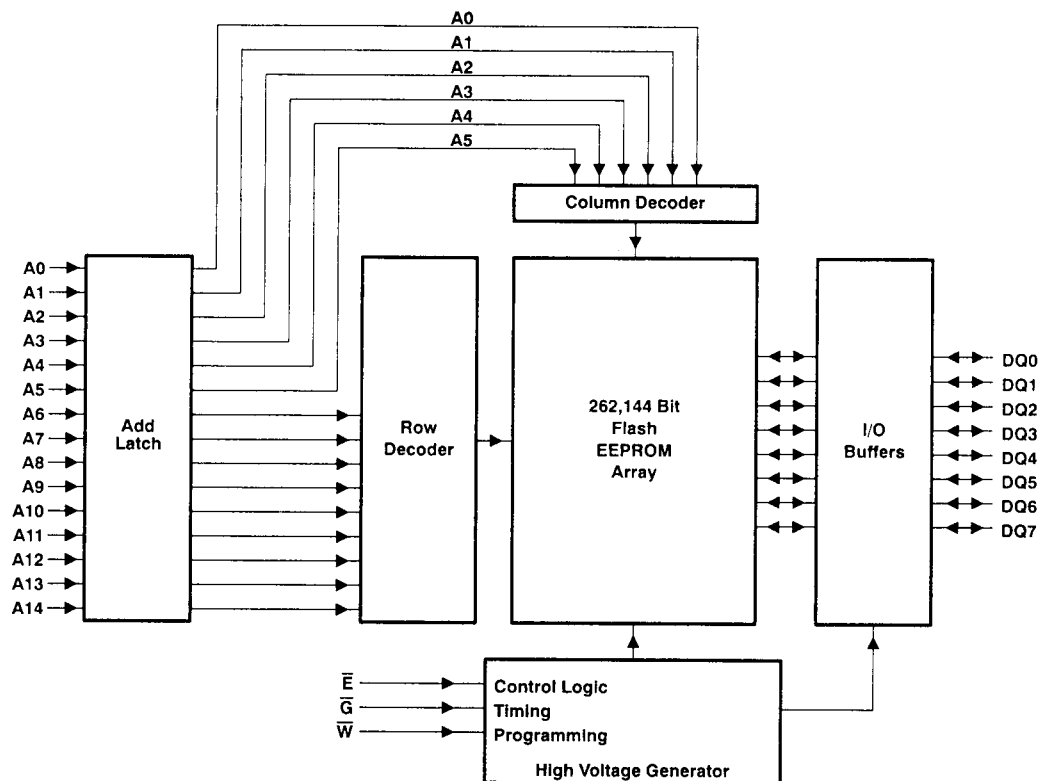 A0
A1
A2
A3
A4
A5
Column Decoder
A0
A1
A2
A3
A4
A5
A6
A7
A8
A9
A10
A11
A12
A13
A14
Add
Latch
Row
Decoder
262,144 Bit
Flash
EEPROM
Array
I/O
Buffers
DQ0
DQ1
DQ2
DQ3
DQ4
DQ5
DQ6
DQ7
E̅
G̅
W̅
Control Logic
Timing
Programming
High Voltage Generator